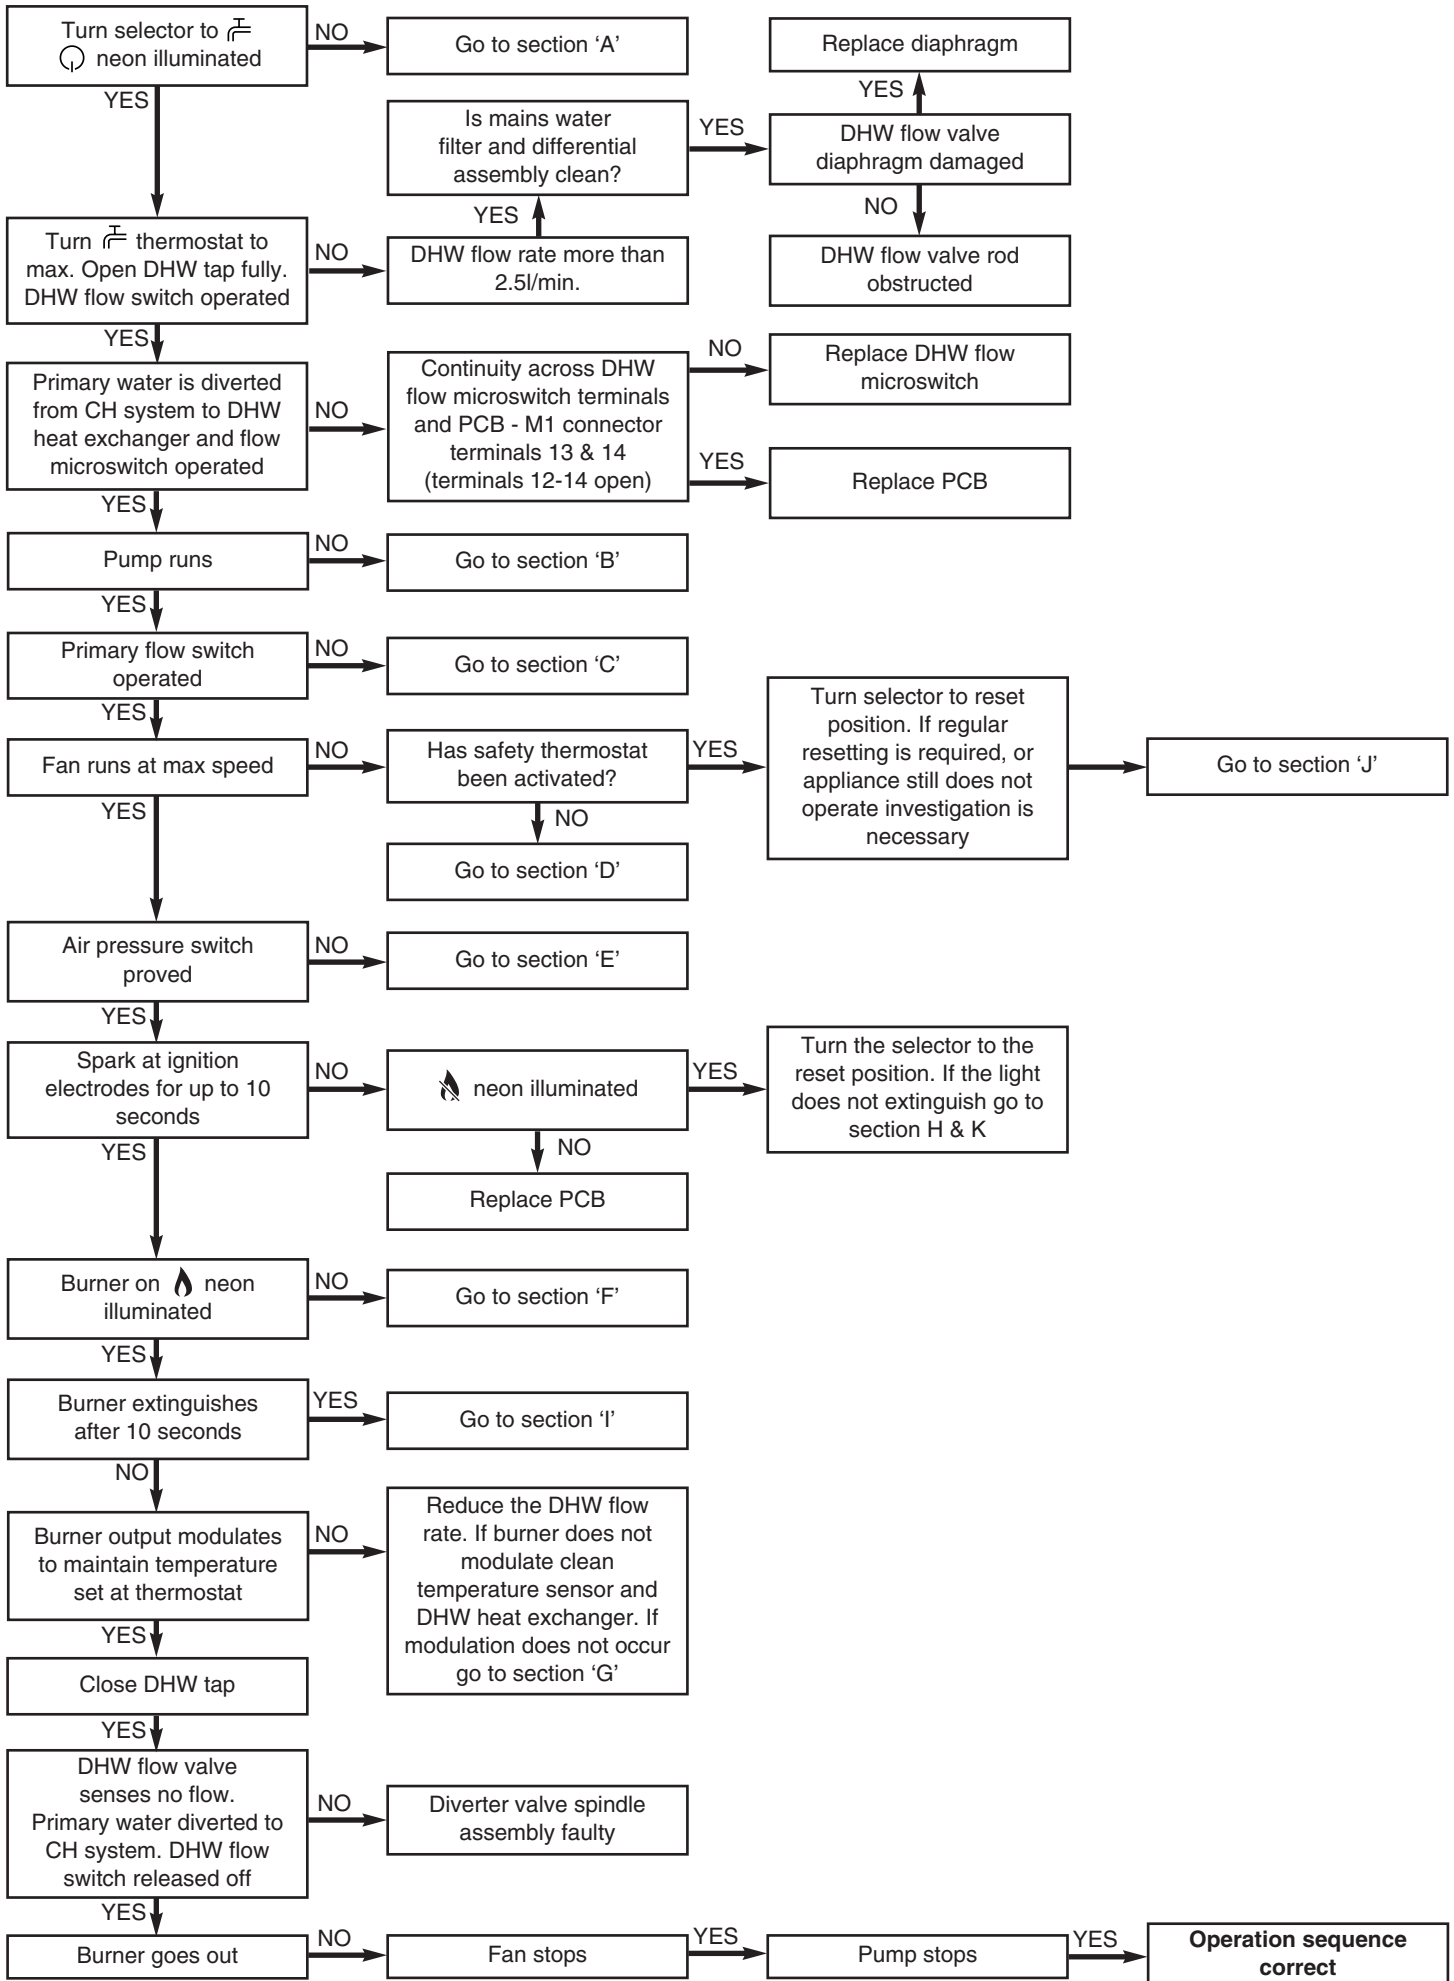 Turn selector to
neon illuminated
NO
Go to section ‘A’
YES
Replace diaphragm
YES
Is mains water
filter and differential
assembly clean?
YES
DHW flow valve
diaphragm damaged
YES
NO
Turn thermostat to
max. Open DHW tap fully.
DHW flow switch operated
NO
DHW flow rate more than
2.5l/min.
DHW flow valve rod
obstructed
YES
Primary water is diverted
from CH system to DHW
heat exchanger and flow
microswitch operated
NO
Continuity across DHW
flow microswitch terminals
and PCB - M1 connector
terminals 13 & 14
(terminals 12-14 open)
NO
Replace DHW flow
microswitch
YES
Replace PCB
YES
Pump runs
NO
Go to section ‘B’
YES
Primary flow switch
operated
NO
Go to section ‘C’
YES
Fan runs at max speed
NO
Has safety thermostat
been activated?
YES
Turn selector to reset
position. If regular
resetting is required, or
appliance still does not
operate investigation is
necessary
Go to section ‘J’
NO
Go to section ‘D’
YES
Air pressure switch
proved
NO
Go to section ‘E’
YES
Spark at ignition
electrodes for up to 10
seconds
NO
neon illuminated
YES
Turn the selector to the
reset position. If the light
does not extinguish go to
section H & K
NO
Replace PCB
YES
Burner on neon
illuminated
NO
Go to section ‘F’
YES
Burner extinguishes
after 10 seconds
YES
Go to section ‘I’
NO
Burner output modulates
to maintain temperature
set at thermostat
NO
Reduce the DHW flow
rate. If burner does not
modulate clean
temperature sensor and
DHW heat exchanger. If
modulation does not occur
go to section ‘G’
YES
Close DHW tap
YES
DHW flow valve
senses no flow.
Primary water diverted to
CH system. DHW flow
switch released off
NO
Diverter valve spindle
assembly faulty
YES
Burner goes out
NO
Fan stops
YES
Pump stops
YES
Operation sequence
correct